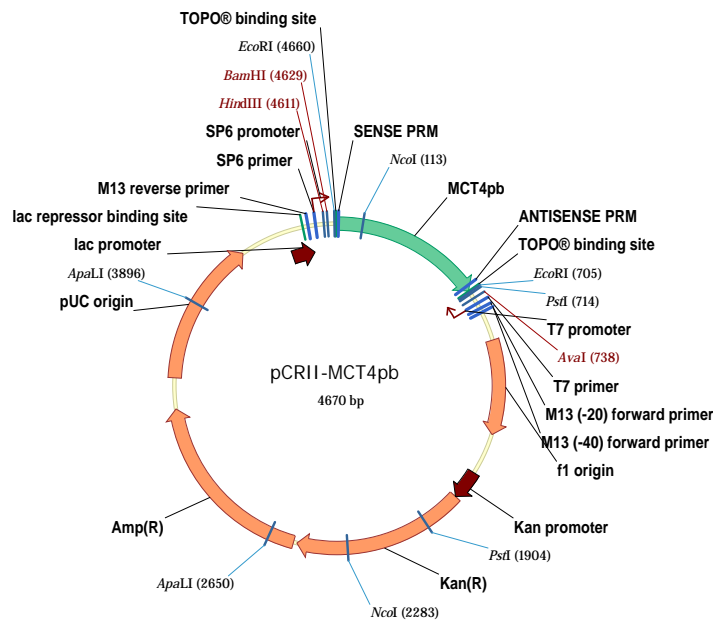 TOPO® binding site
EcoRI (4660)
BamHI (4629)
HindIII (4611)
SP6 promoter
SP6 primer
M13 reverse primer
lac repressor binding site
lac promoter
ApaLI (3896)
pUC origin
SENSE PRM
NcoI (113)
MCT4pb
ANTISENSE PRM
TOPO® binding site
EcoRI (705)
PstI (714)
T7 promoter
AvaI (738)
T7 primer
M13 (-20) forward primer
M13 (-40) forward primer
f1 origin
pCRII-MCT4pb
4670 bp
Kan promoter
PstI (1904)
Kan(R)
NcoI (2283)
ApaLI (2650)
Amp(R)